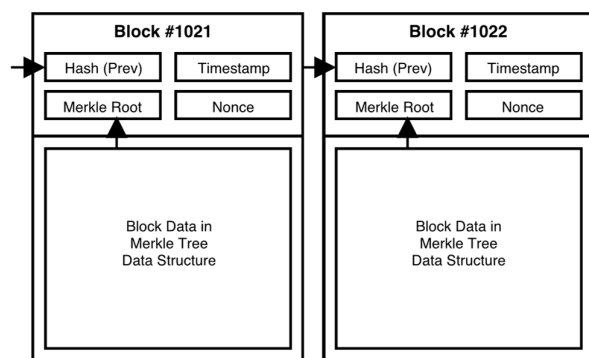 Block #1021
Hash (Prev)
Timestamp
Merkle Root
Nonce
Block Data in
Merkle Tree
Data Structure
Block #1022
Hash (Prev)
Timestamp
Merkle Root
Nonce
Block Data in
Merkle Tree
Data Structure